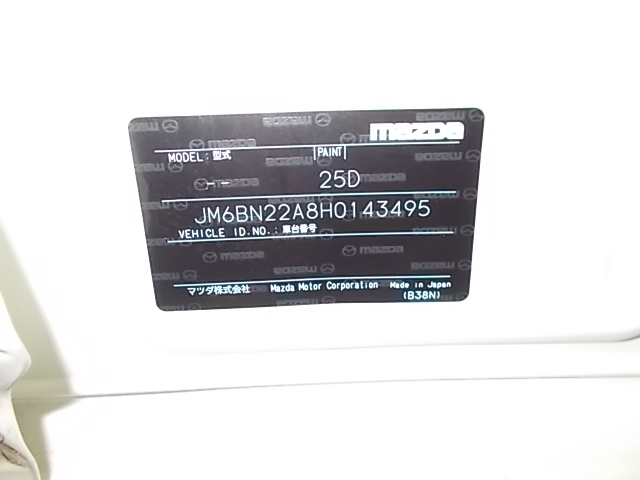 mazda
MODEL: 型式 PAINT
-- 25D
JM6BN22A8H0143495
VEHICLE ID.NO.: 車台番号
マツダ株式会社 Mazda Motor Corporation Made in Japan
(B38N)